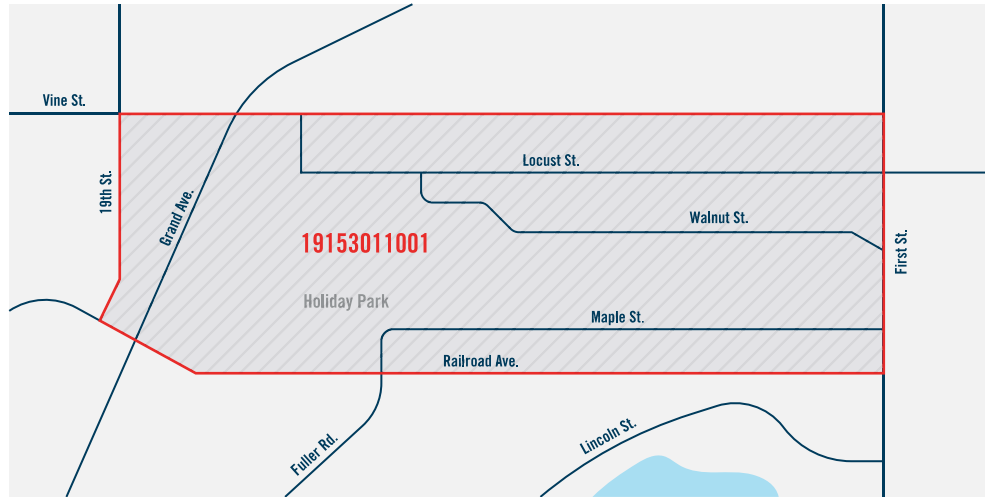 Vine St.
Locust St.
19th St.
Grand Ave.
Walnut St.
19153011001
First St.
Holiday Park
Maple St.
Railroad Ave.
Fuller Rd.
Lincoln St.